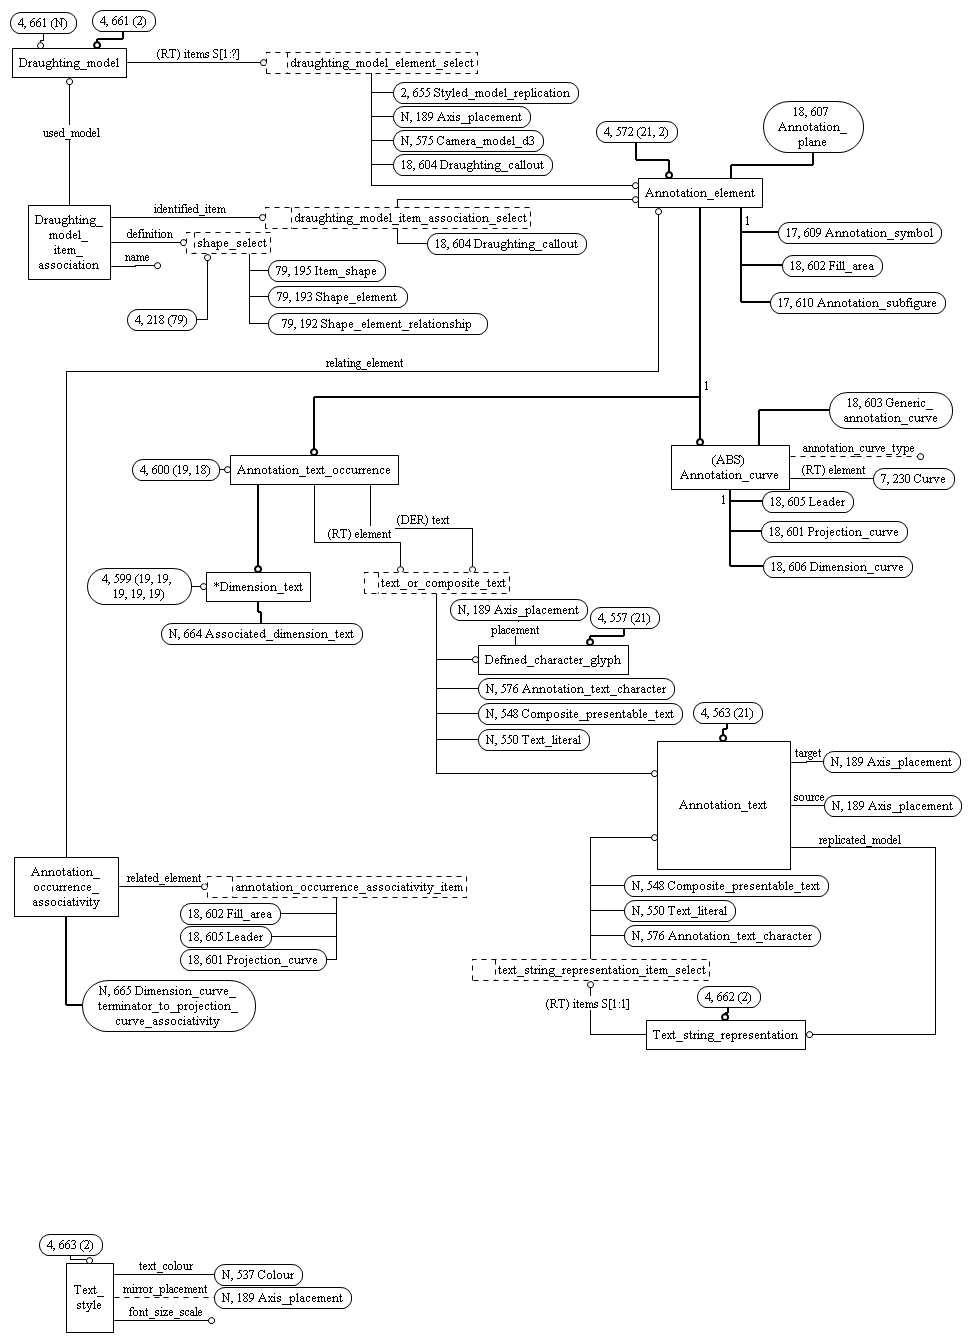 4, 661 (N)
4, 661 (2)
Draughting_model
(RT) items S[1:?]
draughting_model_element_select
2, 655 Styled_model_replication
N, 189 Axis_placement
N, 575 Camera_model_d3
18, 604 Draughting_callout
4, 572 (21, 2)
18, 607
Annotation_
plane
used_model
Annotation_element
Draughting_
model_
item_
association
identified_item
draughting_model_item_association_select
definition
shape_select
name
18, 604 Draughting_callout
1
17, 609 Annotation_symbol
18, 602 Fill_area
17, 610 Annotation_subfigure
79, 195 Item_shape
79, 193 Shape_element
79, 192 Shape_element_relationship
4, 218 (79)
relating_element
1
18, 603 Generic_
annotation_curve
4, 600 (19, 18)
Annotation_text_occurrence
(ABS)
Annotation_curve
annotation_curve_type
(RT) element
7, 230 Curve
1
18, 605 Leader
18, 601 Projection_curve
18, 606 Dimension_curve
(DER) text
(RT) element
4, 599 (19, 19,
19, 19, 19)
*Dimension_text
text_or_composite_text
N, 664 Associated_dimension_text
N, 189 Axis_placement
placement
4, 557 (21)
Defined_character_glyph
N, 576 Annotation_text_character
N, 548 Composite_presentable_text
N, 550 Text_literal
4, 563 (21)
Annotation_text
target
N, 189 Axis_placement
source
N, 189 Axis_placement
replicated_model
Annotation_
occurrence_
associativity
related_element
annotation_occurrence_associativity_item
18, 602 Fill_area
18, 605 Leader
18, 601 Projection_curve
N, 548 Composite_presentable_text
N, 550 Text_literal
N, 576 Annotation_text_character
text_string_representation_item_select
N, 665 Dimension_curve_
terminator_to_projection_
curve_associativity
(RT) items S[1:1]
4, 662 (2)
Text_string_representation
4, 663 (2)
Text_
style
text_colour
N, 537 Colour
mirror_placement
N, 189 Axis_placement
font_size_scale